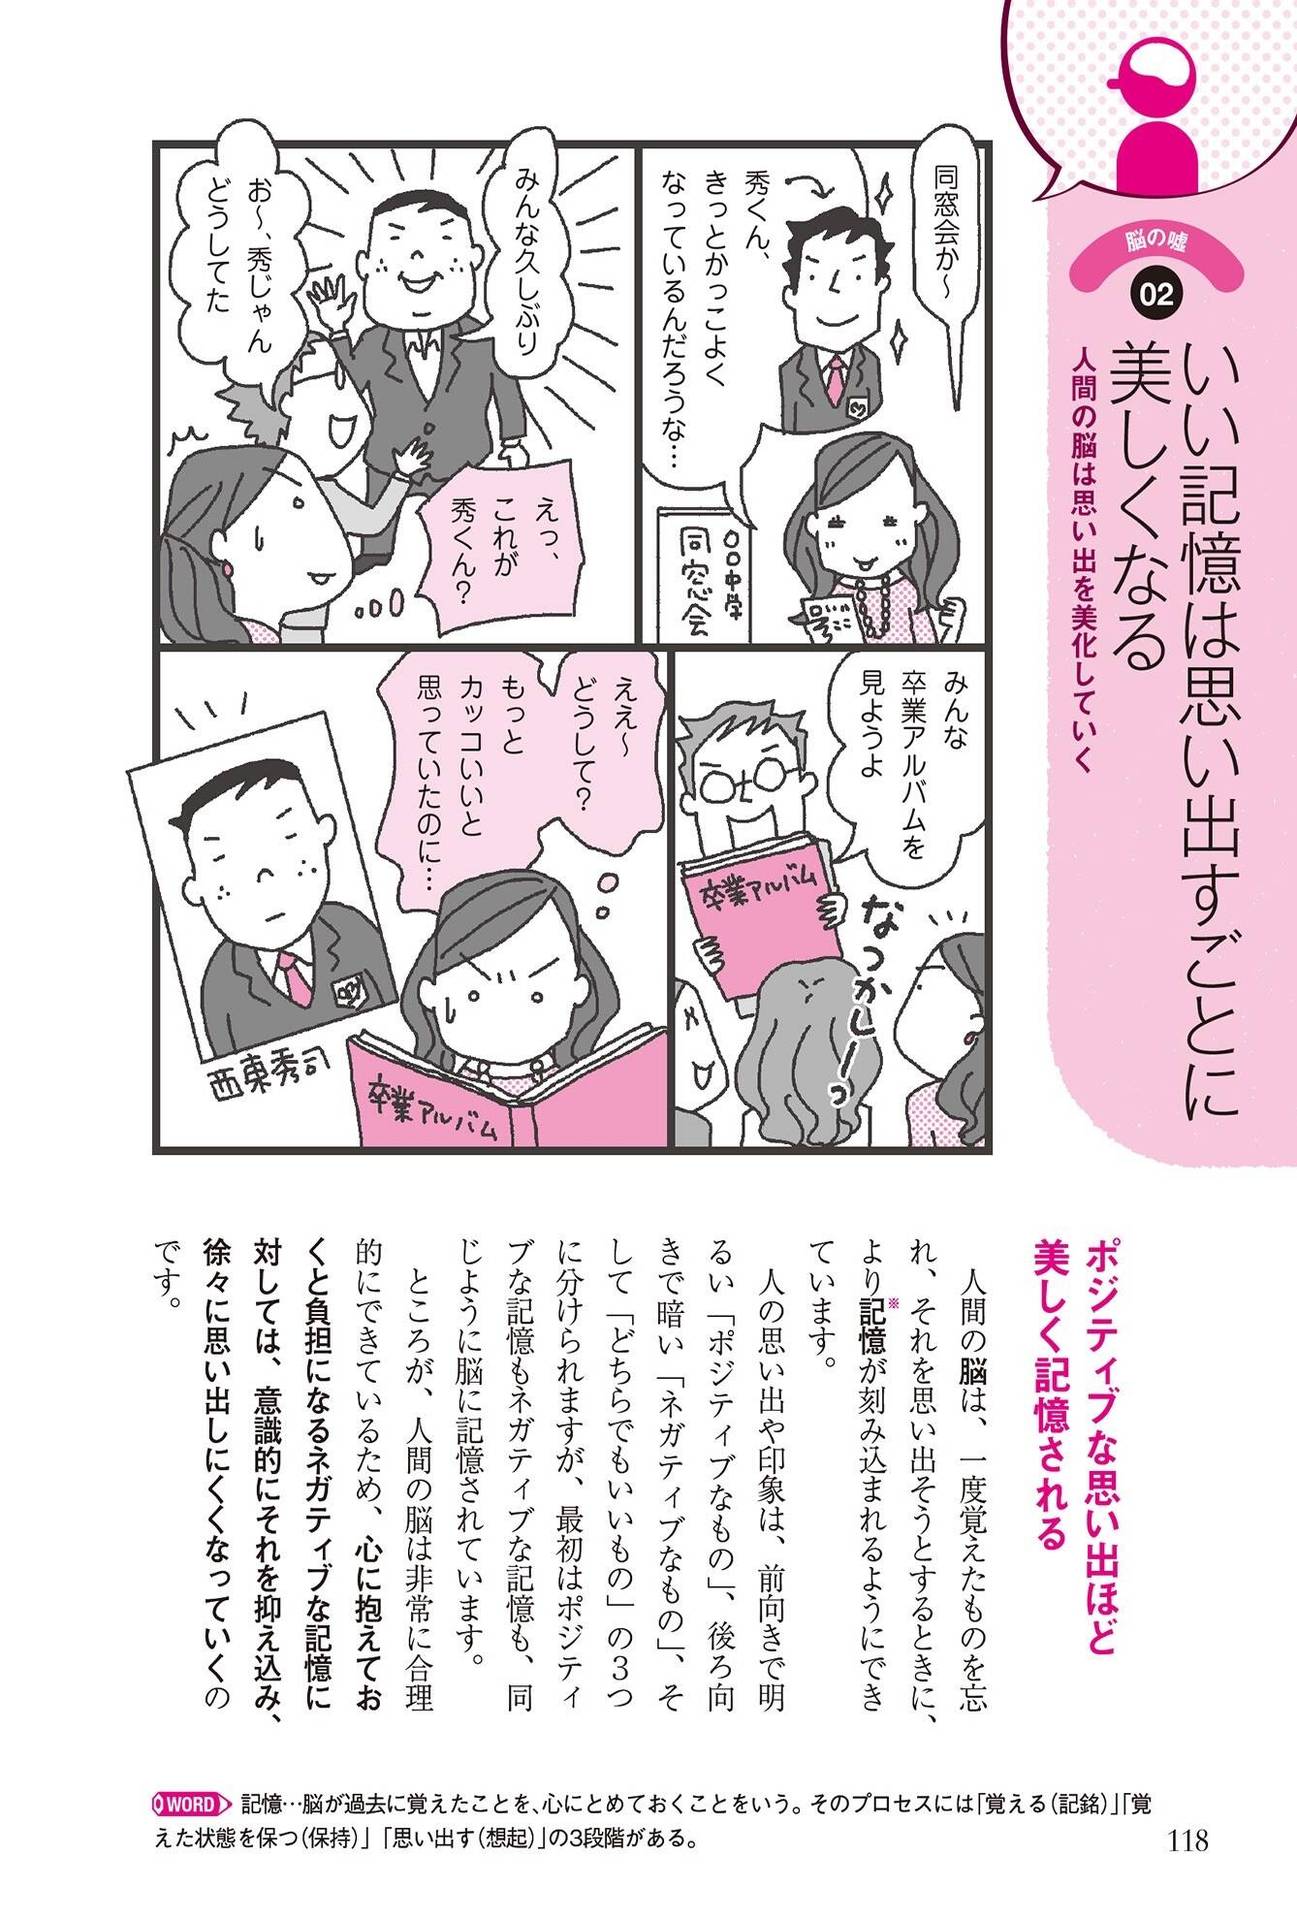 脳の嘘
02
いい記憶は思い出すごとに
美しくなる
人間の脳は思い出を美化していく
同窓会か〜
秀くん、
きっとかっこよく
なっているんだろうな…
○○中学
同窓会
みんな久しぶり
お〜、秀じゃん
どうしてた
えっ、
これが
秀くん?
みんな
卒業アルバムを
見ようよ
卒業アルバム
なつかしーっ
ええ〜
どうして?
もっと
カッコいいと
思っていたのに…
西東秀司
卒業アルバム
ポジティブな思い出ほど
美しく記憶される
人間の脳は、一度覚えたものを忘
れ、それを思い出そうとするときに、
より記憶※が刻み込まれるようにでき
ています。
人の思い出や印象は、前向きで明
るい「ポジティブなもの」、後ろ向
きで暗い「ネガティブなもの」、そ
して「どちらでもいいもの」の3つ
に分けられますが、最初はポジティ
ブな記憶もネガティブな記憶も、同
じように脳に記憶されています。
ところが、人間の脳は非常に合理
的にできているため、心に抱えてお
くと負担になるネガティブな記憶に
対しては、意識的にそれを抑え込み、
徐々に思い出しにくくなっていくの
です。
WORD 記憶…脳が過去に覚えたことを、心にとめておくことをいう。そのプロセスには「覚える(記銘)」「覚
えた状態を保つ(保持)」「思い出す(想起)」の3段階がある。
118